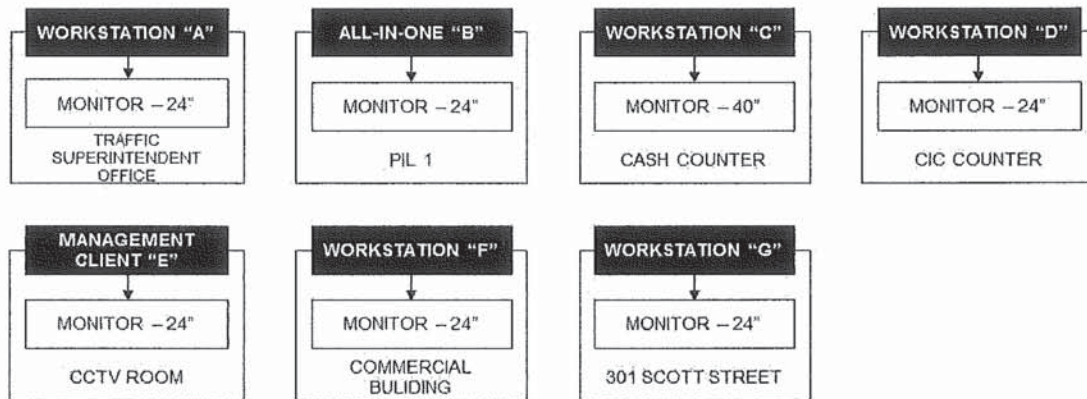 WORKSTATION “A”
MONITOR – 24”
TRAFFIC
SUPERINTENDENT
OFFICE
ALL-IN-ONE “B”
MONITOR – 24”
PIL 1
WORKSTATION “C”
MONITOR – 40”
CASH COUNTER
WORKSTATION “D”
MONITOR – 24”
CIC COUNTER
MANAGEMENT
CLIENT “E”
MONITOR – 24”
CCTV ROOM
WORKSTATION “F”
MONITOR – 24”
COMMERCIAL
BULIDING
WORKSTATION “G”
MONITOR – 24”
301 SCOTT STREET